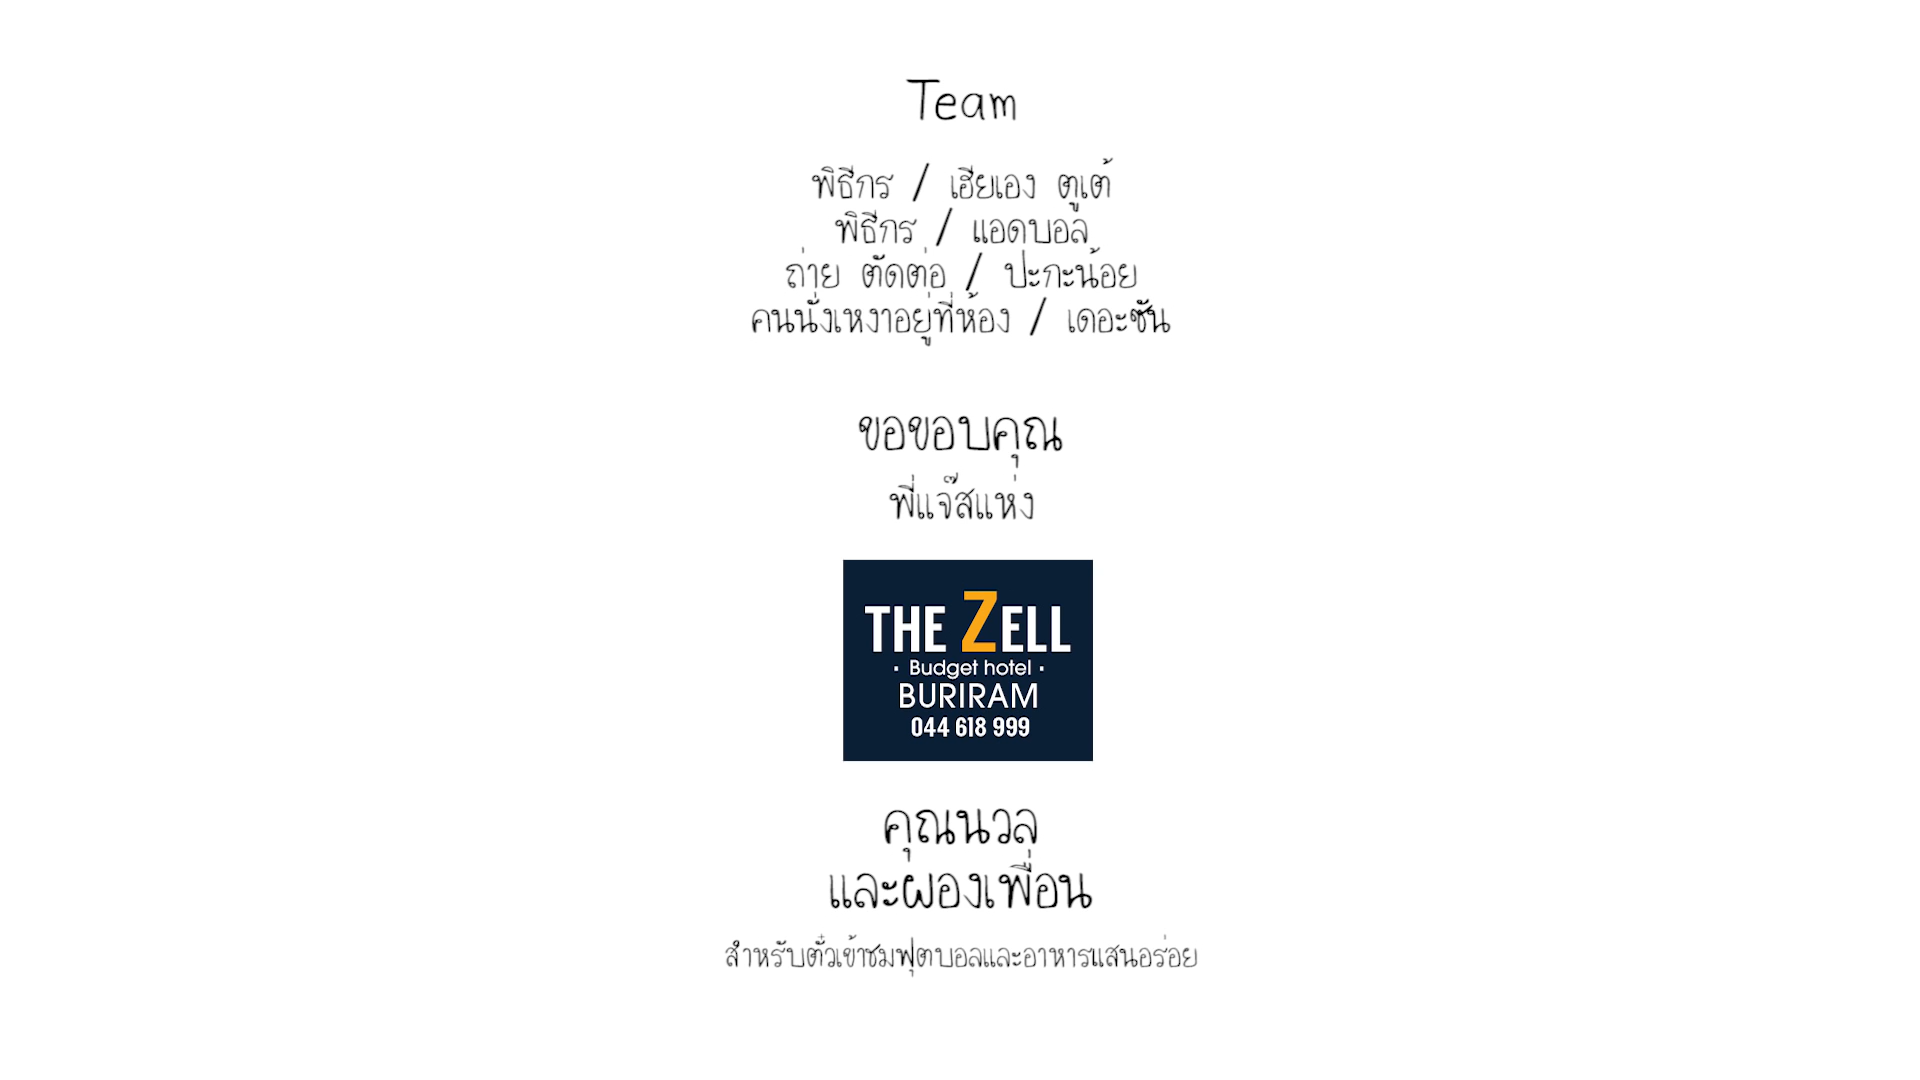 Team
พิธีกร / เฮียเอง ตูเต้
พิธีกร / แอดบอล
ถ่าย ตัดต่อ / ปะกะน้อย
คนนั่งเหงาอยู่ที่ห้อง / เดอะซัน
ขอขอบคุณ
พี่แจ๊สแห่ง
THE ZELL
· Budget hotel ·
BURIRAM
044 618 999
คุณนวล
และผองเพื่อน
สำหรับตั๋วเข้าชมฟุตบอลและอาหารแสนอร่อย